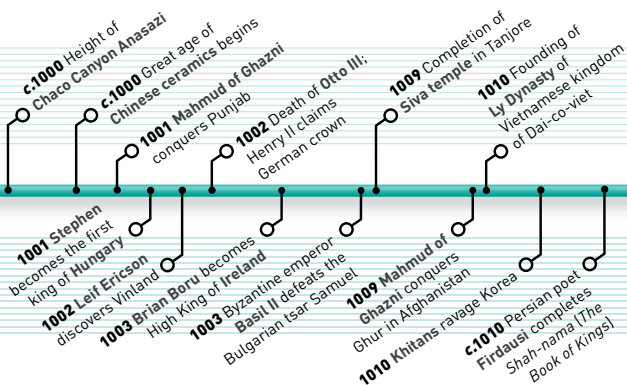 c.1000 Height of
Chaco Canyon Anasazi
c.1000 Great age of
Chinese ceramics begins
1001 Mahmud of Ghazni
conquers Punjab
1002 Death of Otto III;
Henry II claims
German crown
1009 Completion of
Siva temple in Tanjore
1010 Founding of
Ly Dynasty of
Vietnamese kingdom
of Dai-co-viet
1001 Stephen
becomes the first
king of Hungary
1002 Leif Ericson
discovers Vinland
1003 Brian Boru becomes
High King of Ireland
1003 Byzantine emperor
Basil II defeats the
Bulgarian tsar Samuel
1009 Mahmud of
Ghazni conquers
Ghur in Afghanistan
1010 Khitans ravage Korea
c.1010 Persian poet
Firdausi completes
Shah-nama (The
Book of Kings)